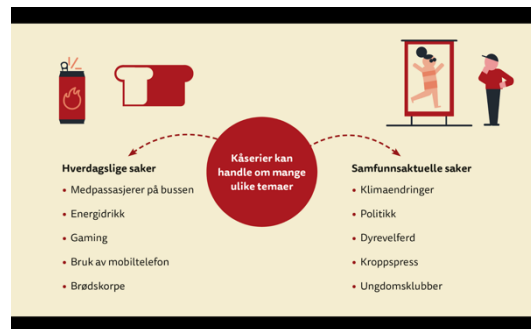 Kåserier kan
handle om mange
ulike temaer
Hverdagslige saker
• Medpassasjerer på bussen
• Energidrikk
• Gaming
• Bruk av mobiltelefon
• Brødskorpe
Samfunnsaktuelle saker
• Klimaendringer
• Politikk
• Dyrevelferd
• Kroppspress
• Ungdomsklubber